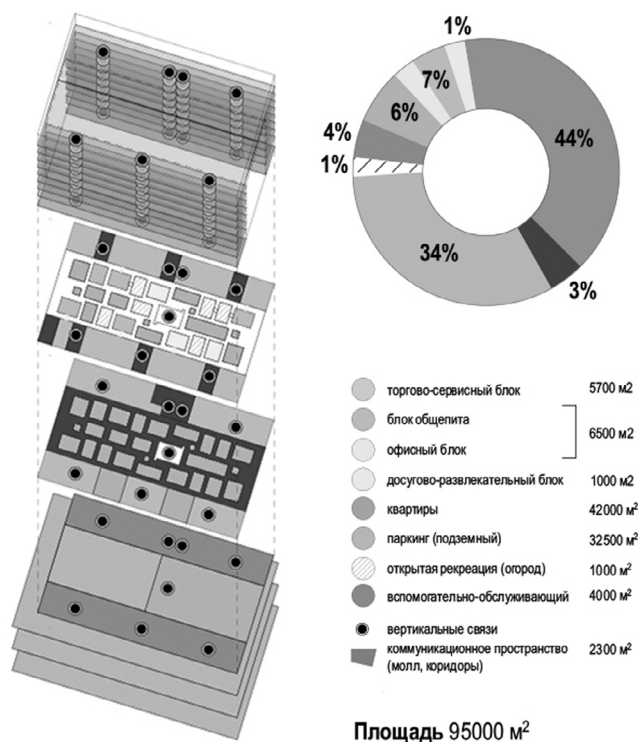 1%
7%
6%
4%
1%
44%
34%
3%
торгово-сервисный блок 5700 м2
блок общепита
6500 м2
офисный блок
досугово-развлекательный блок 1000 м2
квартиры 42000 м²
паркинг (подземный) 32500 м²
открытая рекреация (огород) 1000 м²
вспомогательно-обслуживающий 4000 м²
вертикальные связи
коммуникационное пространство 2300 м²
(молл, коридоры)
Площадь 95000 м²